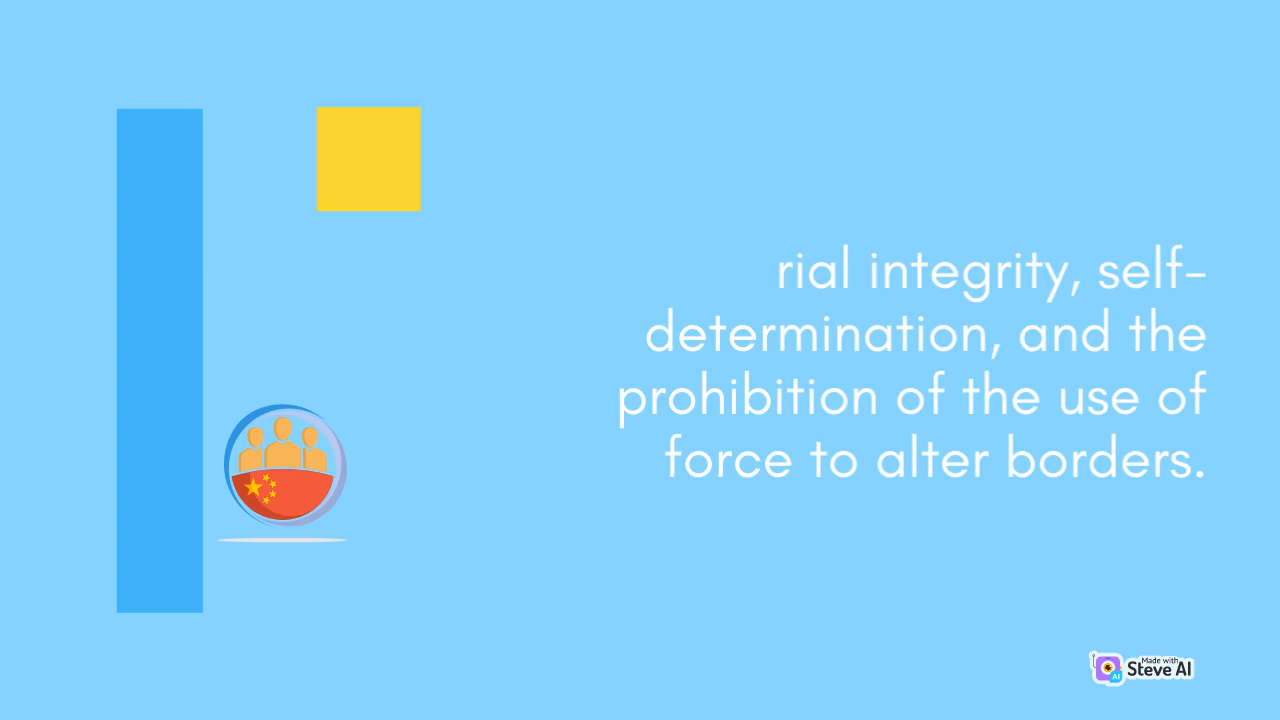 rial integrity, self-
determination, and the
prohibition of the use of
force to alter borders.
Made with
Steve AI
AI